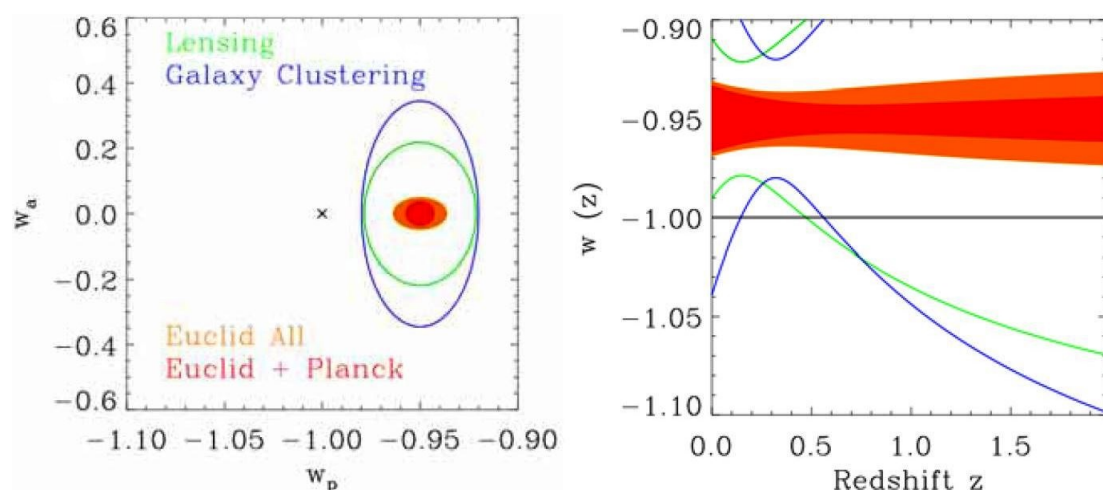 0.6
0.4
0.2
0.0
−0.2
−0.4
−0.6
w_a
Lensing
Galaxy Clustering
Euclid All
Euclid + Planck
−1.10 −1.05 −1.00 −0.95 −0.90
w_p
−0.90
−0.95
−1.00
−1.05
−1.10
w (z)
0.0 0.5 1.0 1.5
Redshift z